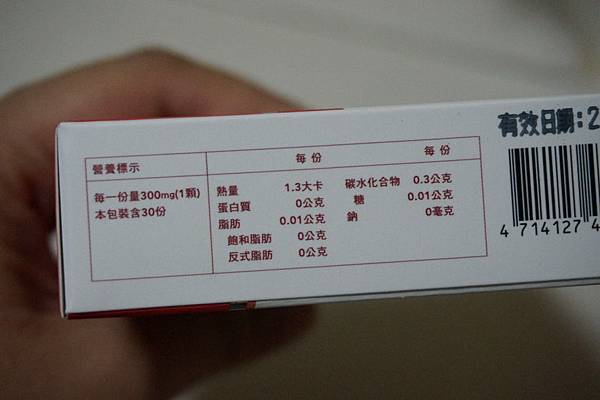 有效日期:2
營養標示
每一份量300mg(1顆)
本包裝含30份
每 份
每 份
熱量 1.3大卡
蛋白質 0公克
脂肪 0.01公克
飽和脂肪 0公克
反式脂肪 0公克
碳水化合物 0.3公克
糖 0.01公克
鈉 0毫克
4 714127 4